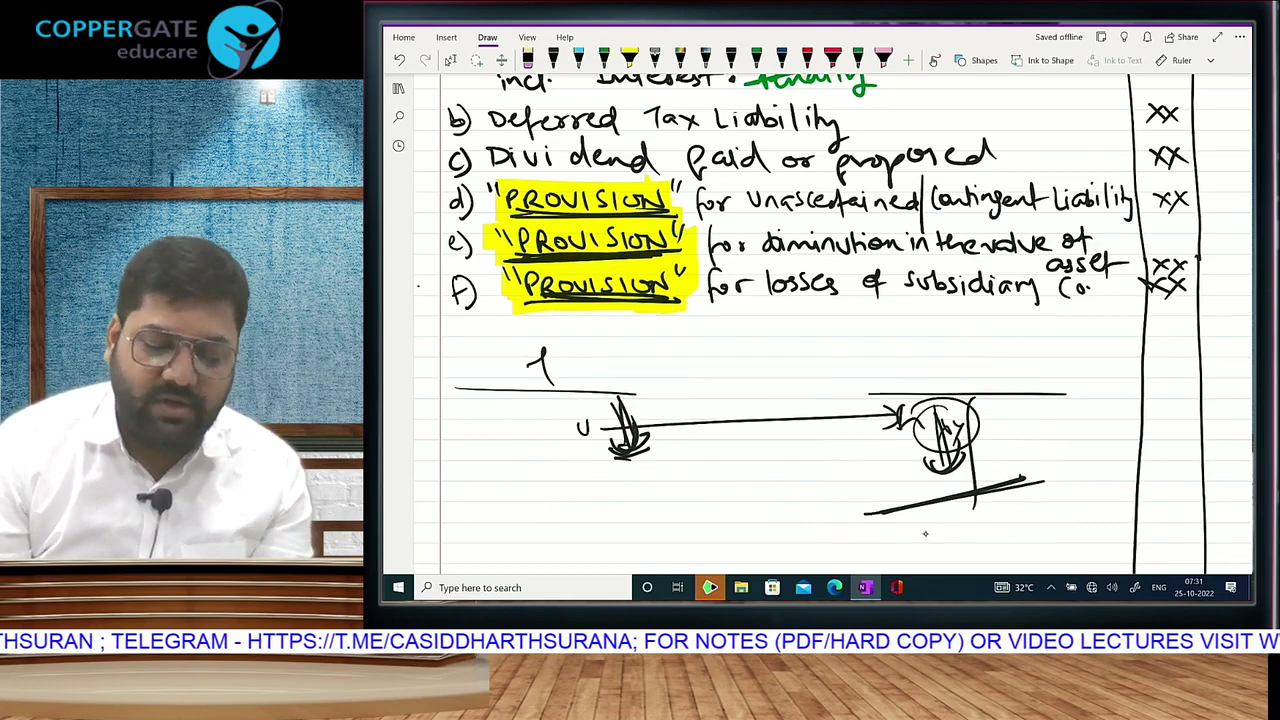 COPPERGATE
educare
Home Insert Draw View Help
Saved offline
Share
Shapes
Ink to Shape
Ink to Text
Ruler
incl. Interest. Penality
b) Deferred Tax Liability XX
c) Dividend paid or proposed XX
d) "PROVISION" for Unascertained/Contingent Liability XX
e) "PROVISION" for diminution in the value of
asset XX
f) "PROVISION" for losses of subsidiary Co. XX
Type here to search
32°C
ENG
07:31
25-10-2022
THSURAN ; TELEGRAM - HTTPS://T.ME/CASIDDHARTHSURANA; FOR NOTES (PDF/HARD COPY) OR VIDEO LECTURES VISIT W